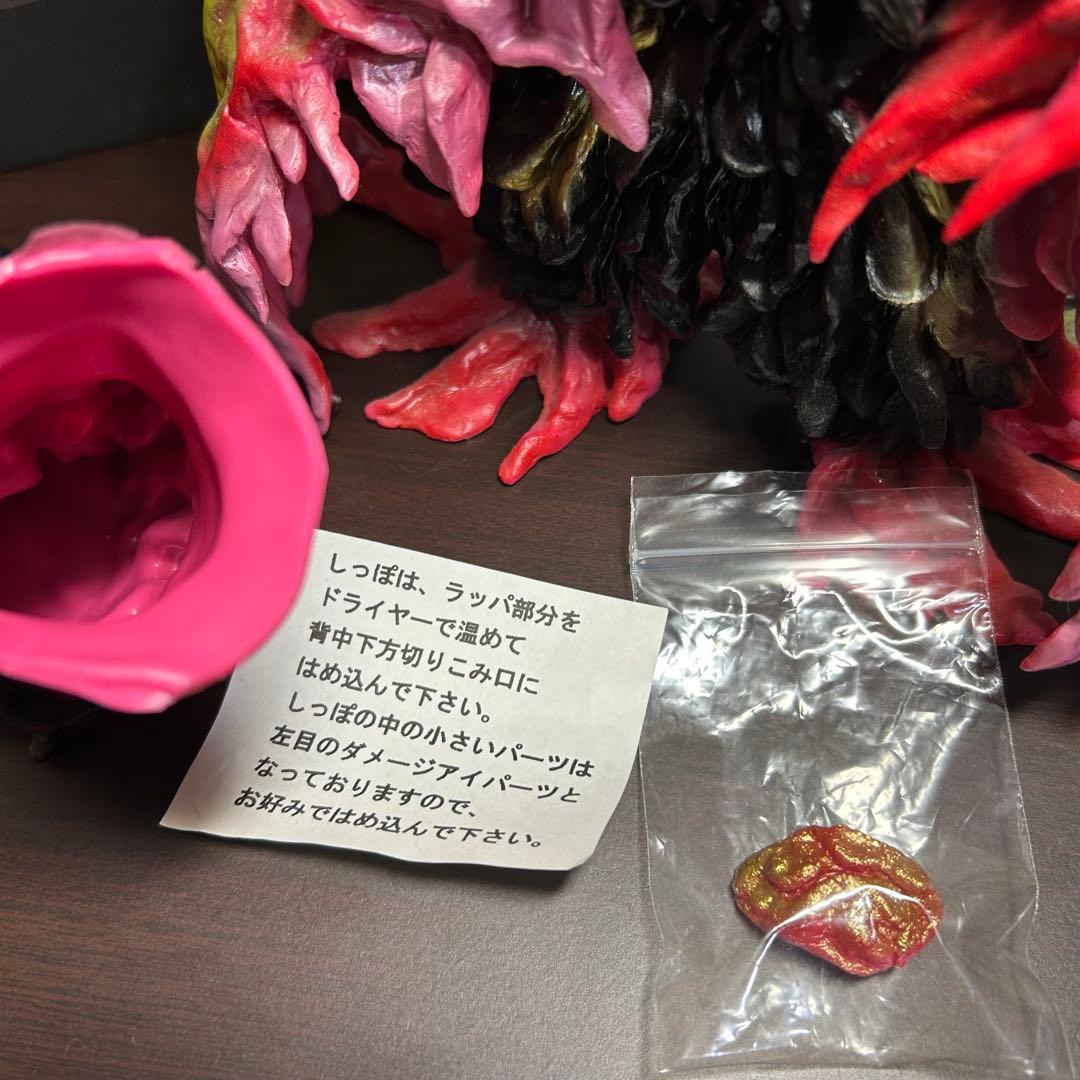 しっぽは、ラッパ部分を
ドライヤーで温めて
背中下方切りこみ口に
はめ込んで下さい。
しっぽの中の小さいパーツは
左目のダメージアイパーツと
なっておりますので、
お好みではめ込んで下さい。